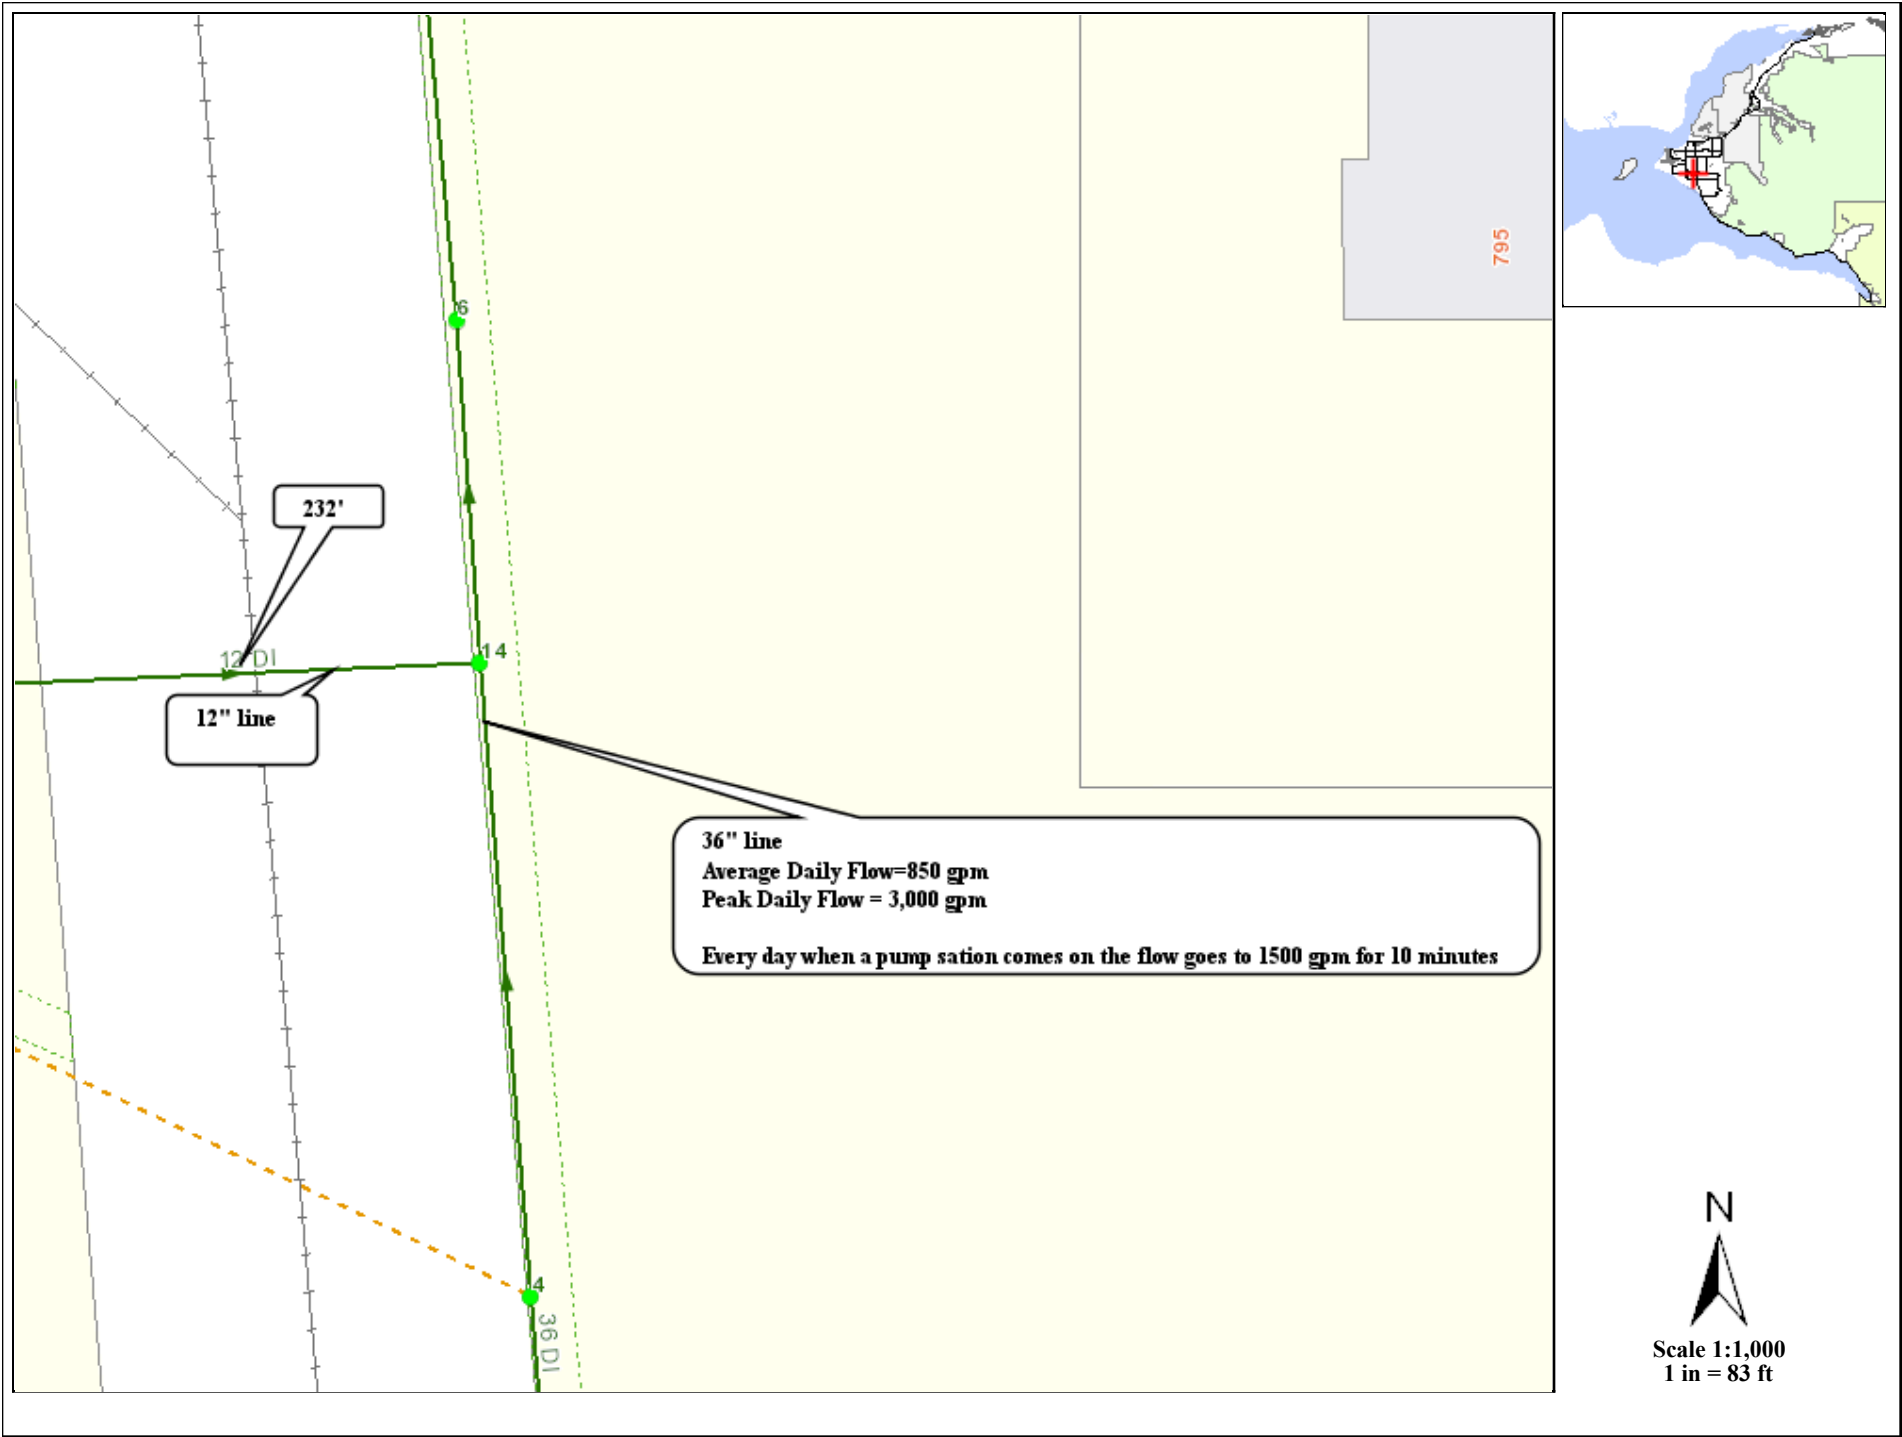 795
6
232'
14
12 DI
12" line
36" line
Average Daily Flow=850 gpm
Peak Daily Flow = 3,000 gpm
Every day when a pump sation comes on the flow goes to 1500 gpm for 10 minutes
4
36 DI
N
Scale 1:1,000
1 in = 83 ft